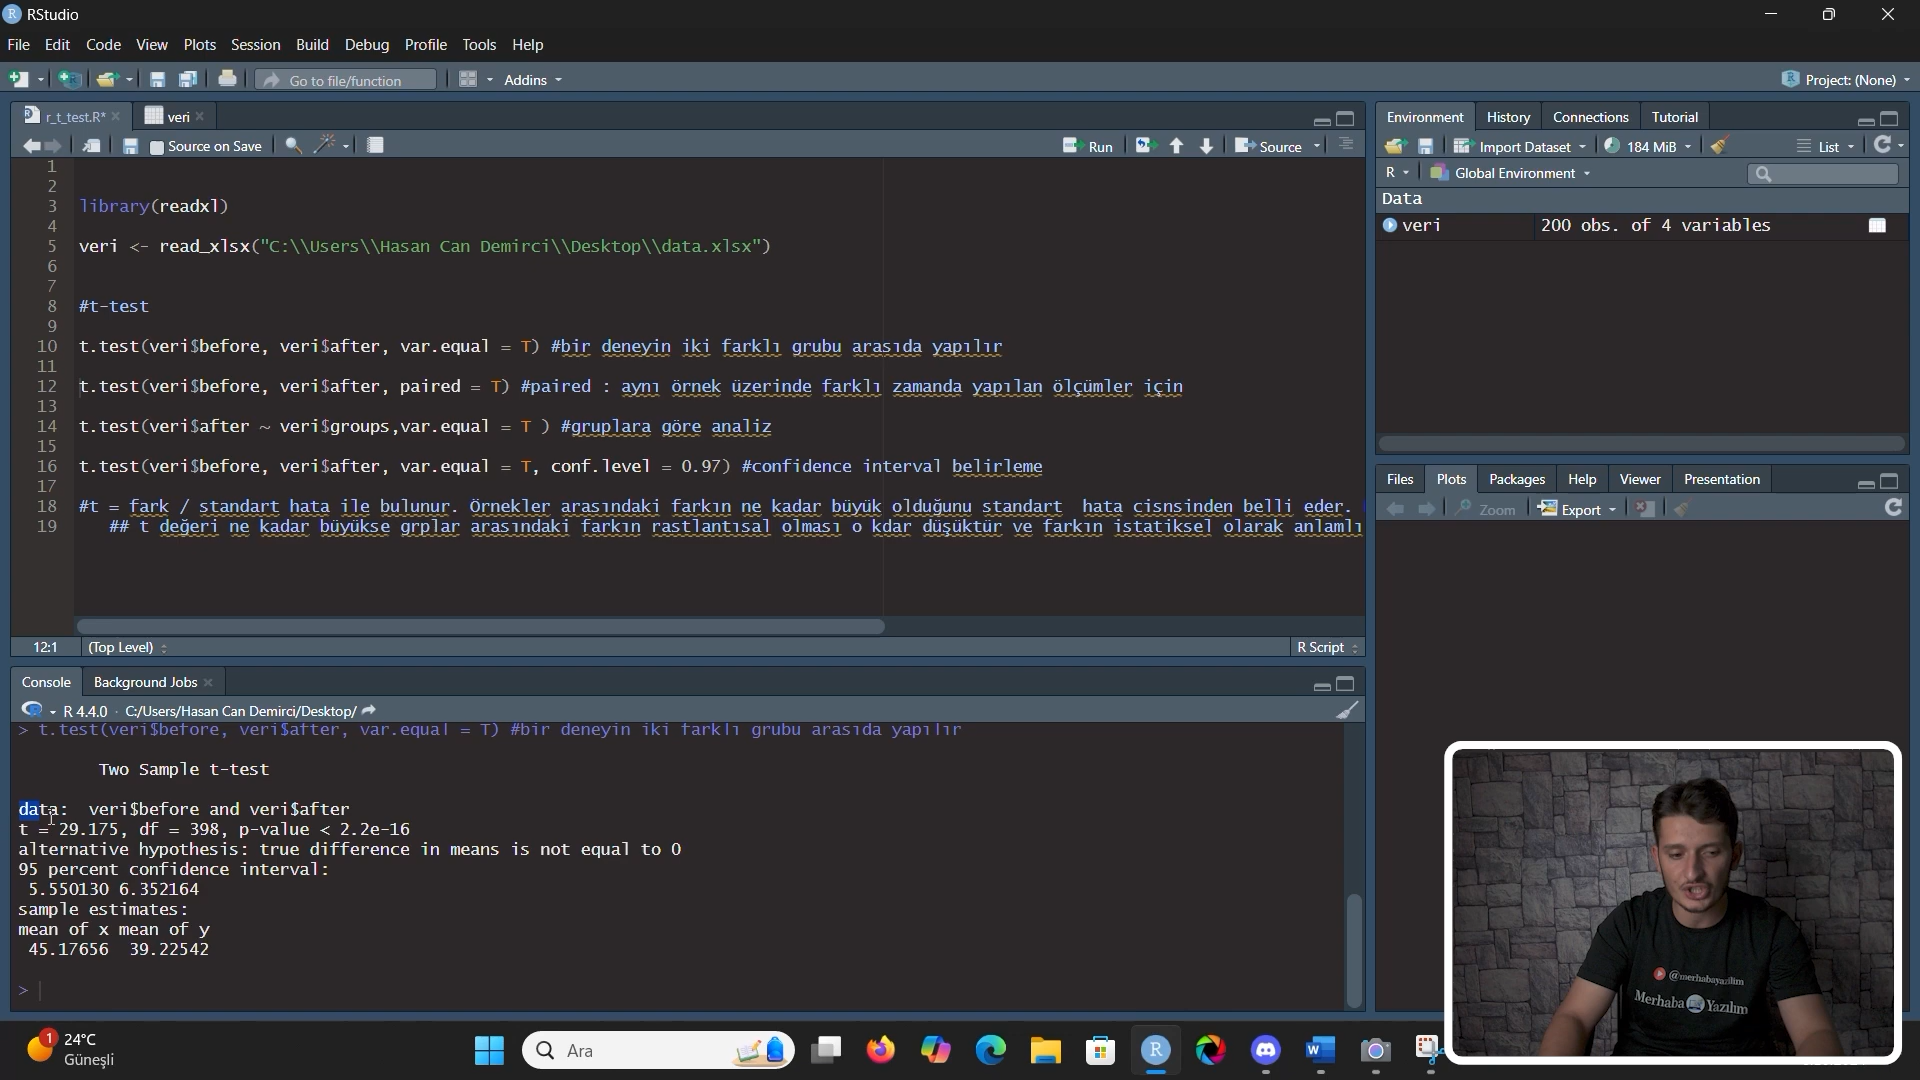 RStudio
File Edit Code View Plots Session Build Debug Profile Tools Help
Go to file/function Addins Project: (None)
r_t_test.R* veri
Source on Save Run Source
1
2
3 library(readxl)
4
5 veri <- read_xlsx("C:\\Users\\Hasan Can Demirci\\Desktop\\data.xlsx")
6
7
8 #t-test
9
10 t.test(veri$before, veri$after, var.equal = T) #bir deneyin iki farklı grubu arasıda yapılır
11
12 t.test(veri$before, veri$after, paired = T) #paired : aynı örnek üzerinde farklı zamanda yapılan ölçümler için
13
14 t.test(veri$after ~ veri$groups,var.equal = T ) #gruplara göre analiz
15
16 t.test(veri$before, veri$after, var.equal = T, conf.level = 0.97) #confidence interval belirleme
17
18 #t = fark / standart hata ile bulunur. Örnekler arasındaki farkın ne kadar büyük olduğunu standart hata cisnsinden belli eder.
19 ## t değeri ne kadar büyükse grplar arasındaki farkın rastlantısal olması o kdar düşüktür ve farkın istatiksel olarak anlamlı
12:1 (Top Level) R Script
Console Background Jobs
R 4.4.0 · C:/Users/Hasan Can Demirci/Desktop/
> t.test(veri$before, veri$after, var.equal = T) #bir deneyin iki farklı grubu arasıda yapılır
Two Sample t-test
data: veri$before and veri$after
t = 29.175, df = 398, p-value < 2.2e-16
alternative hypothesis: true difference in means is not equal to 0
95 percent confidence interval:
5.550130 6.352164
sample estimates:
mean of x mean of y
45.17656 39.22542
>
Environment History Connections Tutorial
Import Dataset 184 MiB List
R Global Environment
Data
veri 200 obs. of 4 variables
Files Plots Packages Help Viewer Presentation
Zoom Export
@merhabayazilim
Merhaba Yazılım
1 24°C
Güneşli
Ara